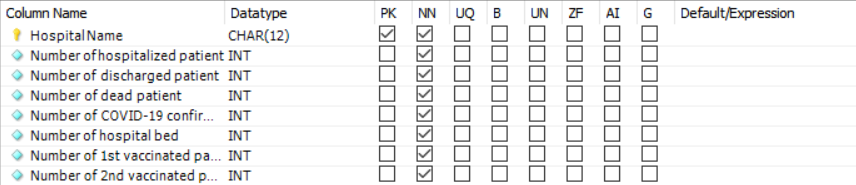 Column Name Datatype PK NN UQ B UN ZF AI G Default/Expression
HospitalName CHAR(12)
Number of hospitalized patient INT
Number of discharged patient INT
Number of dead patient INT
Number of COVID-19 confir... INT
Number of hospital bed INT
Number of 1st vaccinated pa... INT
Number of 2nd vaccinated p... INT